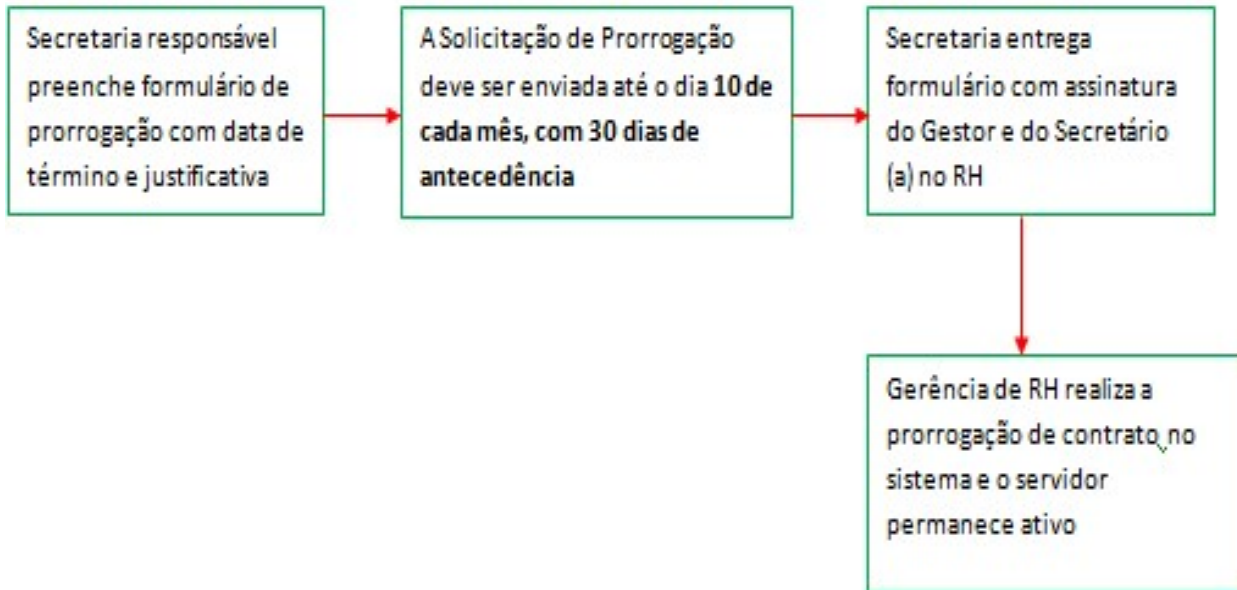 Secretaria responsável
preenche formulário de
prorrogação com data de
término e justificativa
A Solicitação de Prorrogação
deve ser enviada até o dia 10 de
cada mês, com 30 dias de
antecedência
Secretaria entrega
formulário com assinatura
do Gestor e do Secretário
(a) no RH
Gerência de RH realiza a
prorrogação de contrato no
sistema e o servidor
permanece ativo